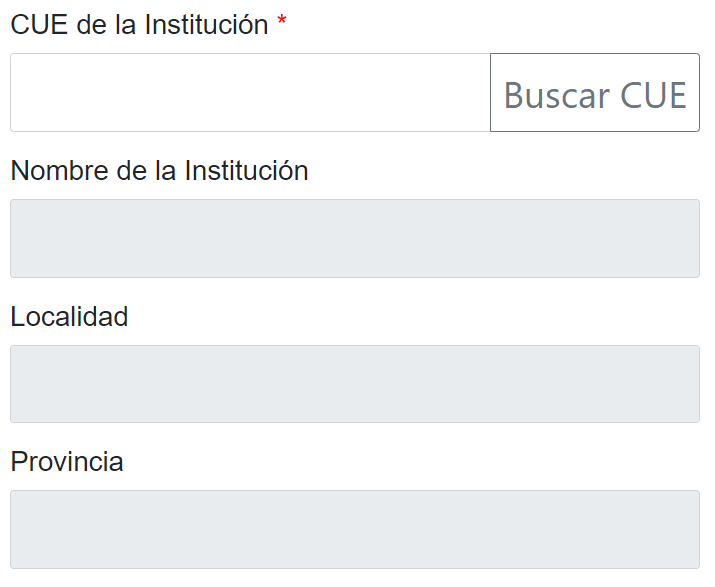 CUE de la Institución *
Buscar CUE
Nombre de la Institución
Localidad
Provincia